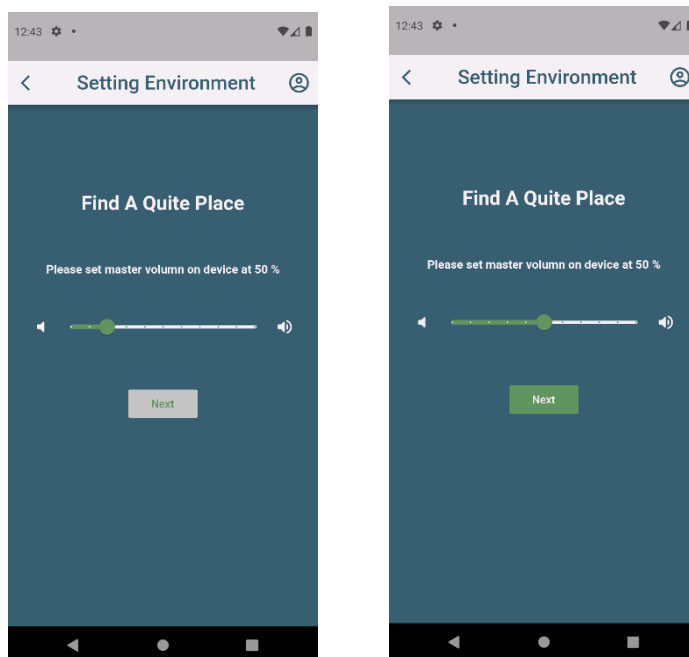 12:43
Setting Environment
Find A Quite Place
Please set master volumn on device at 50 %
Next
12:43
Setting Environment
Find A Quite Place
Please set master volumn on device at 50 %
Next